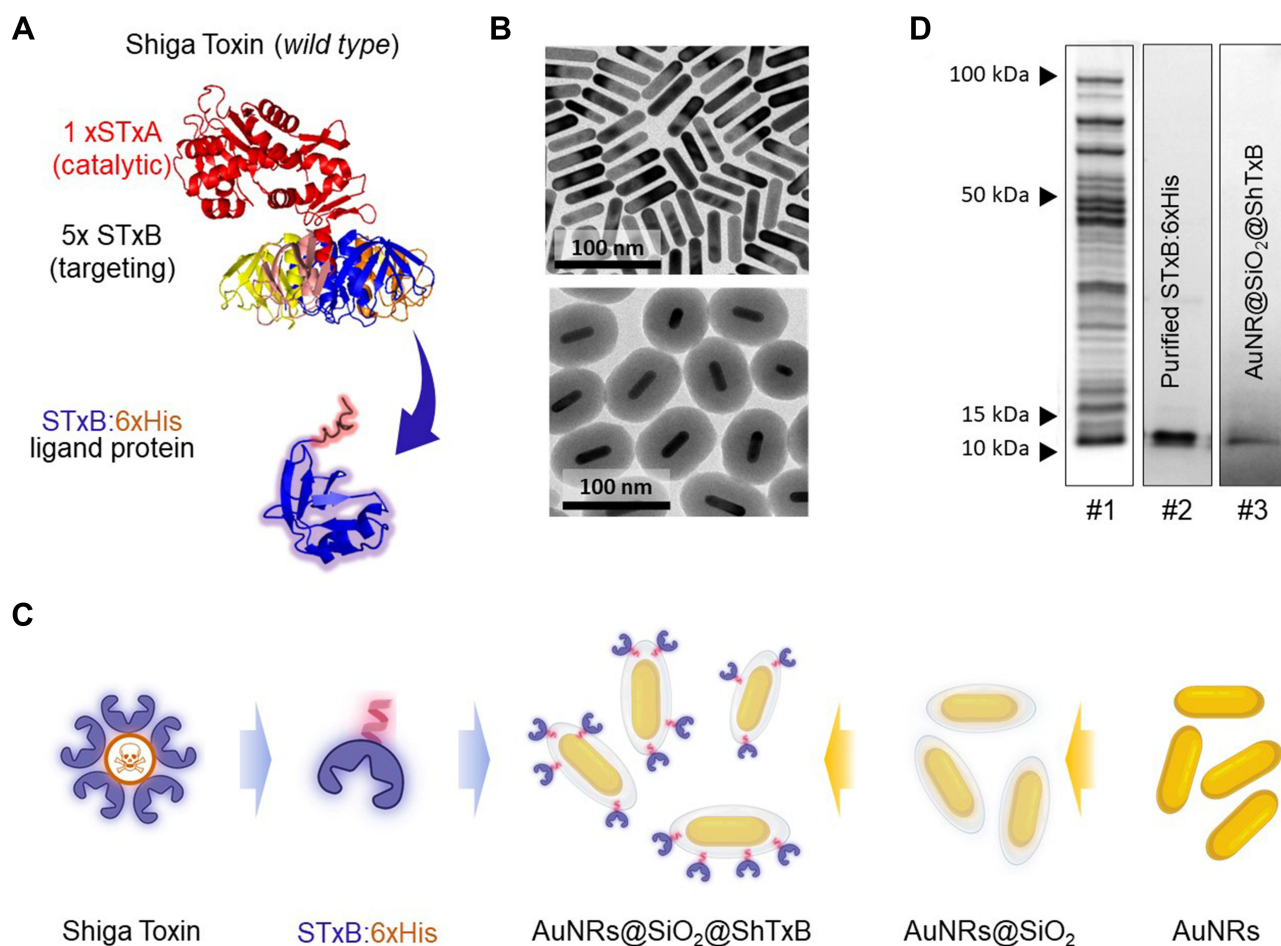 A
Shiga Toxin (wild type)
1 xSTxA
(catalytic)
5x STxB
(targeting)
STxB:6xHis
ligand protein
B
100 nm
100 nm
D
100 kDa
50 kDa
15 kDa
10 kDa
Purified STxB:6xHis
AuNR@SiO₂@ShTxB
#1
#2
#3
C
Shiga Toxin
STxB:6xHis
AuNRs@SiO₂@ShTxB
AuNRs@SiO₂
AuNRs